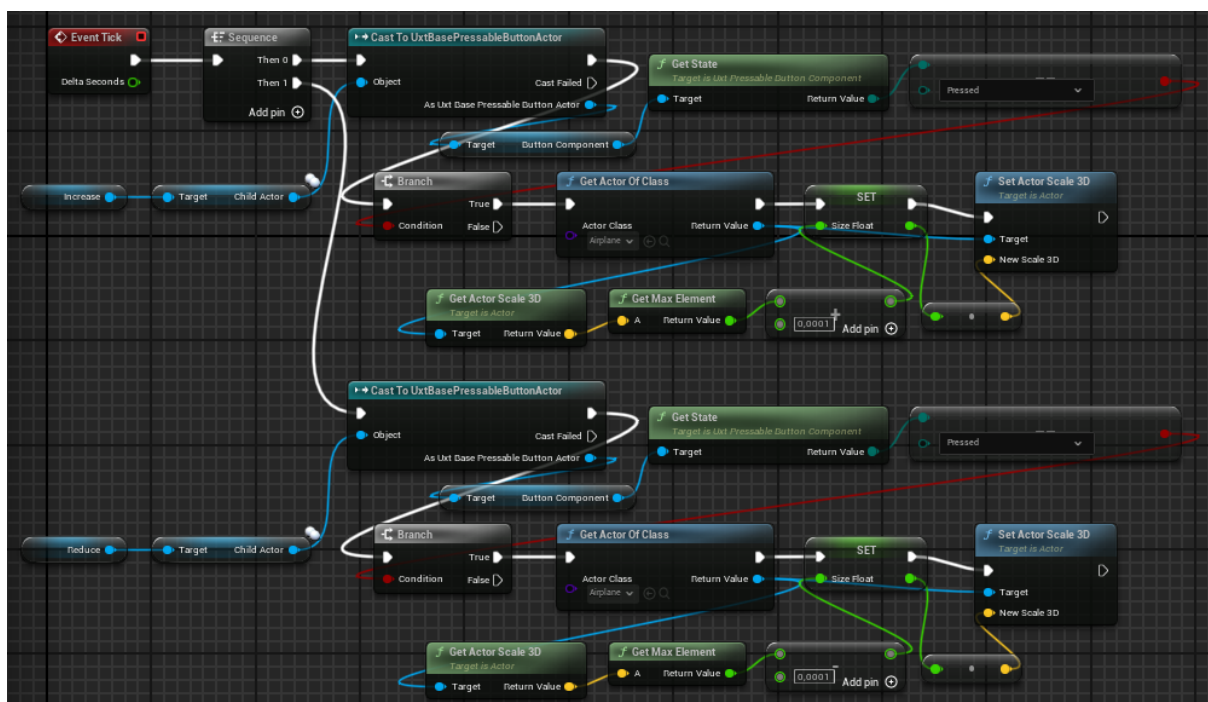 Event Tick
Delta Seconds
Sequence
Then 0
Then 1
Add pin
Cast To UxtBasePressableButtonActor
Object
Cast Failed
As Uxt Base Pressable Button Actor
Get State
Target is Uxt Pressable Button Component
Target
Return Value
==
Pressed
Target
Button Component
Increase
Target
Child Actor
Branch
True
Condition
False
Get Actor Of Class
Actor Class
Return Value
Airplane
SET
Size Float
Set Actor Scale 3D
Target is Actor
Target
New Scale 3D
Get Actor Scale 3D
Target is Actor
Target
Return Value
Get Max Element
A
Return Value
+
0,0001
Add pin
Cast To UxtBasePressableButtonActor
Object
Cast Failed
As Uxt Base Pressable Button Actor
Get State
Target is Uxt Pressable Button Component
Target
Return Value
==
Pressed
Target
Button Component
Reduce
Target
Child Actor
Branch
True
Condition
False
Get Actor Of Class
Actor Class
Return Value
Airplane
SET
Size Float
Set Actor Scale 3D
Target is Actor
Target
New Scale 3D
Get Actor Scale 3D
Target is Actor
Target
Return Value
Get Max Element
A
Return Value
-
0,0001
Add pin